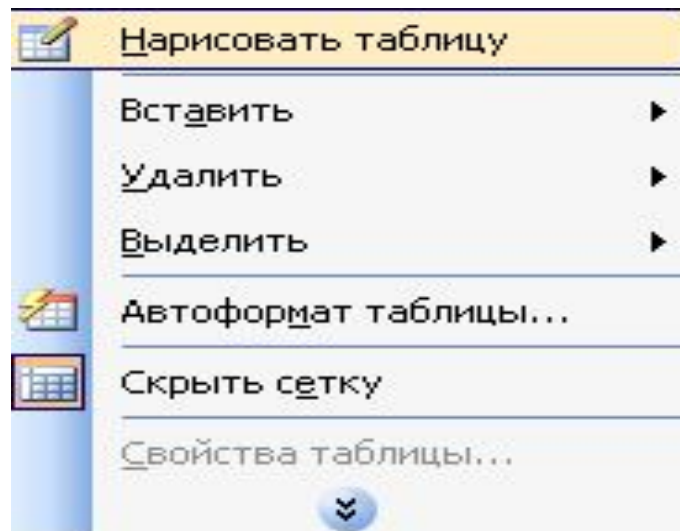 Нарисовать таблицу
Вставить
Удалить
Выделить
Автоформат таблицы...
Скрыть сетку
Свойства таблицы...